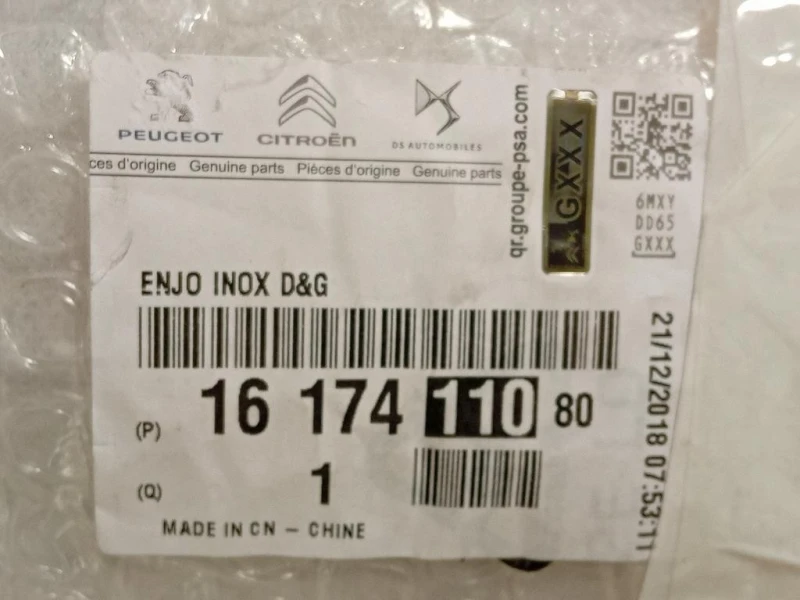 PEUGEOT CITROËN DS AUTOMOBILES
ces d'origine Genuine parts Pièces d'origine Genuine parts
qr.groupe-psa.com
GXXX
6MXY
DD65
GXXX
ENJO INOX D&G
(P) 16 174 110 80
(Q) 1
MADE IN CN - CHINE
21/12/2018 07:53:11